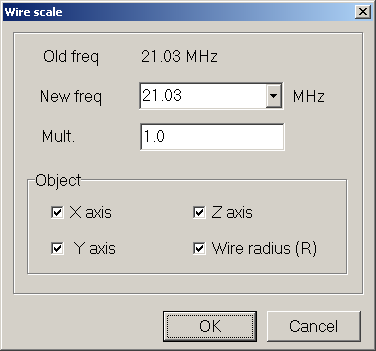 Wire scale
Old freq 21.03 MHz
New freq 21.03 MHz
Mult. 1.0
Object
X axis Z axis
Y axis Wire radius (R)
OK Cancel